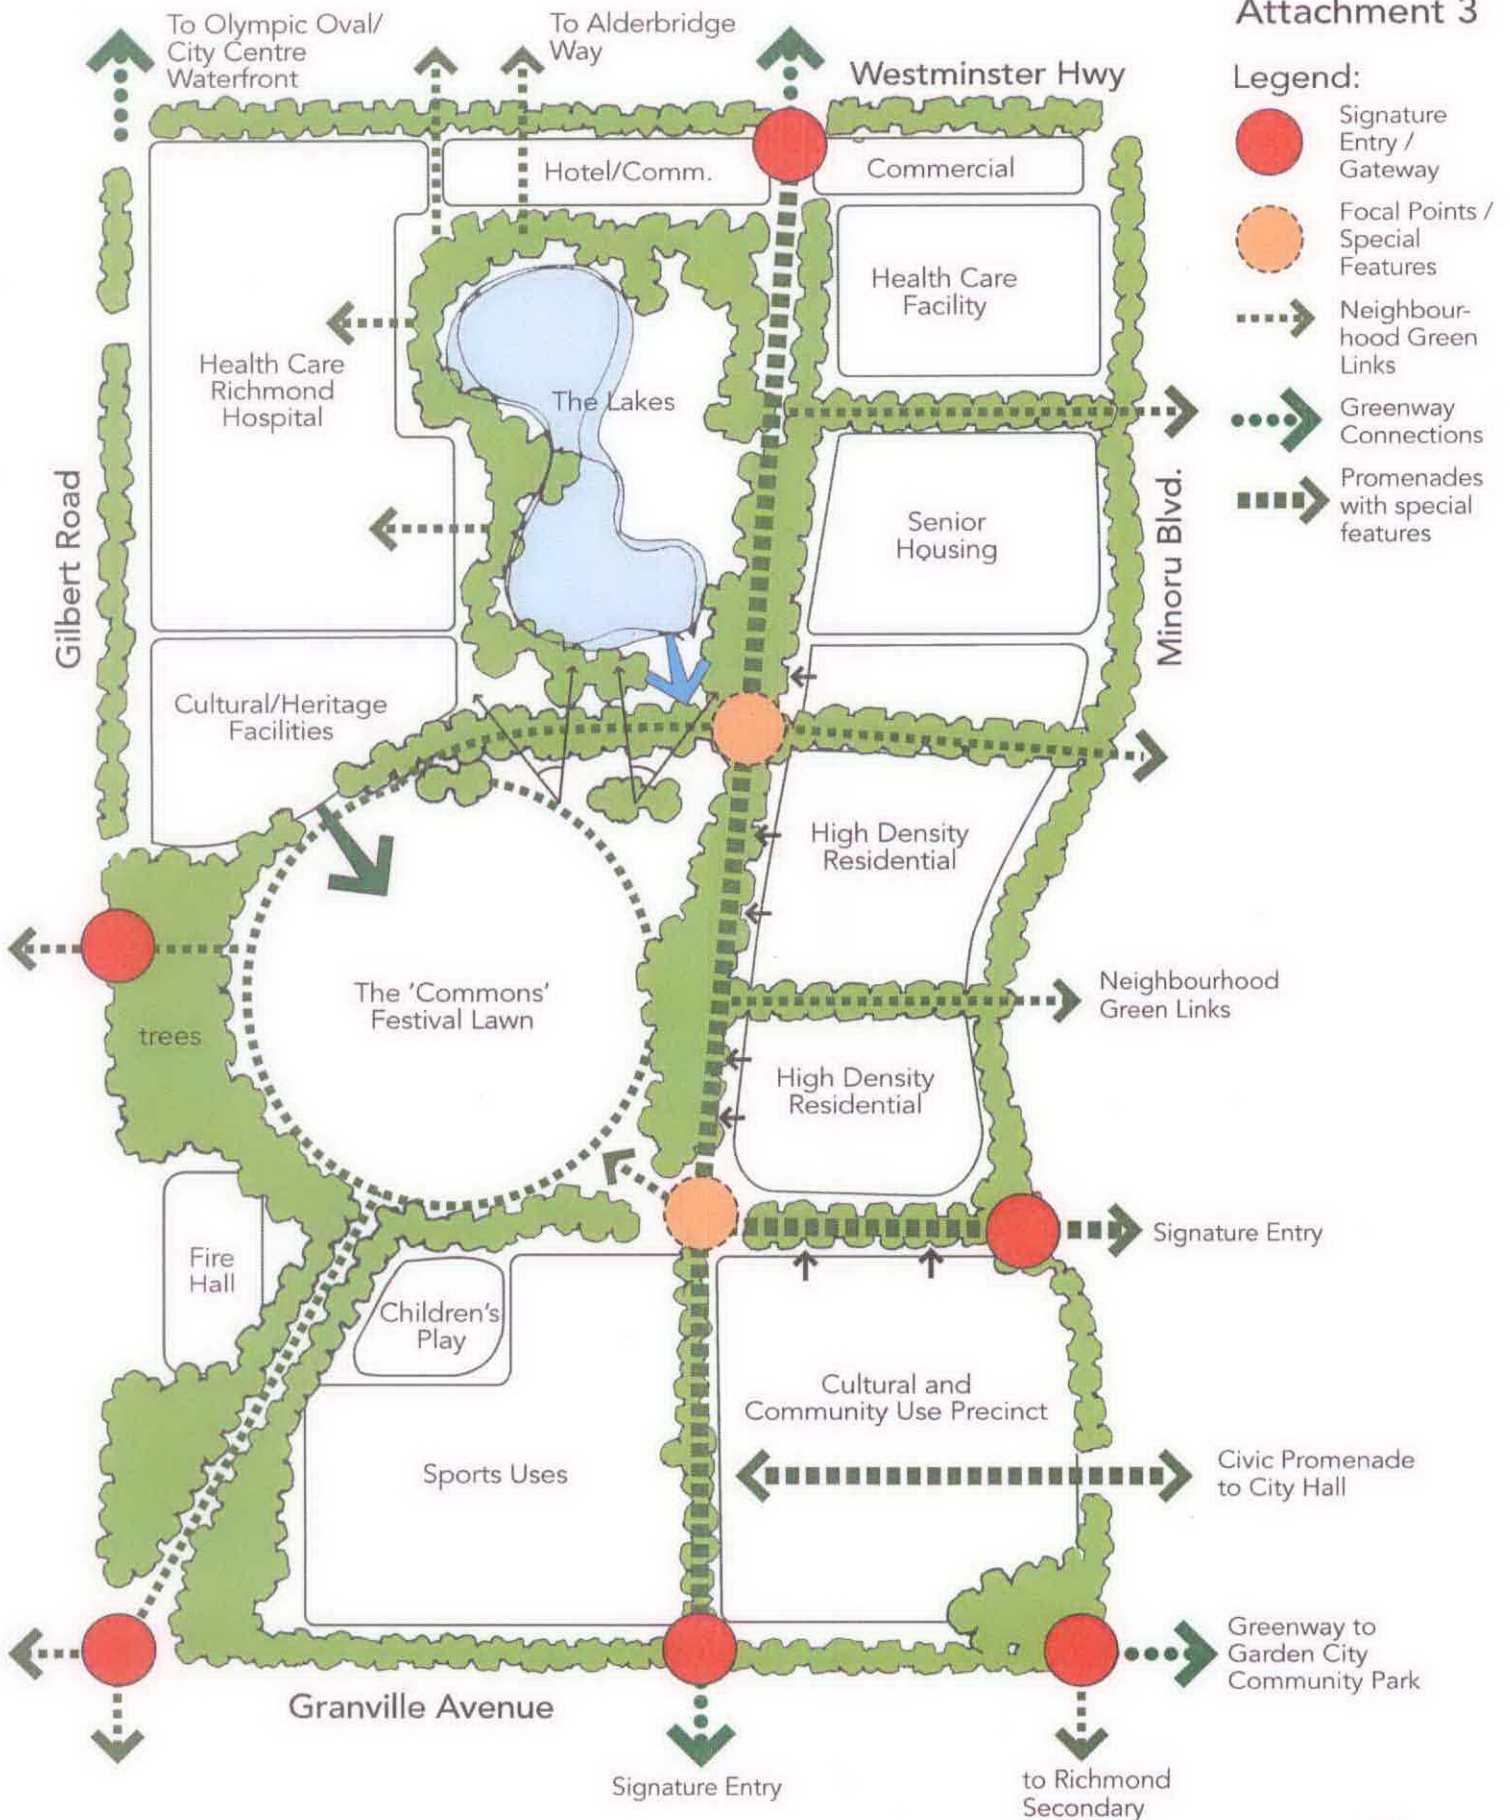 Attachment 3
To Olympic Oval/
City Centre
Waterfront
To Alderbridge
Way
Westminster Hwy
Legend:
Signature
Entry /
Gateway
Focal Points /
Special
Features
Neighbour-
hood Green
Links
Greenway
Connections
Promenades
with special
features
Hotel/Comm.
Commercial
Health Care
Facility
Health Care
Richmond
Hospital
The Lakes
Gilbert Road
Senior
Housing
Minoru Blvd.
Cultural/Heritage
Facilities
High Density
Residential
The 'Commons'
Festival Lawn
trees
Neighbourhood
Green Links
High Density
Residential
Fire
Hall
Children's
Play
Signature Entry
Cultural and
Community Use Precinct
Sports Uses
Civic Promenade
to City Hall
Greenway to
Garden City
Community Park
Granville Avenue
Signature Entry
to Richmond
Secondary